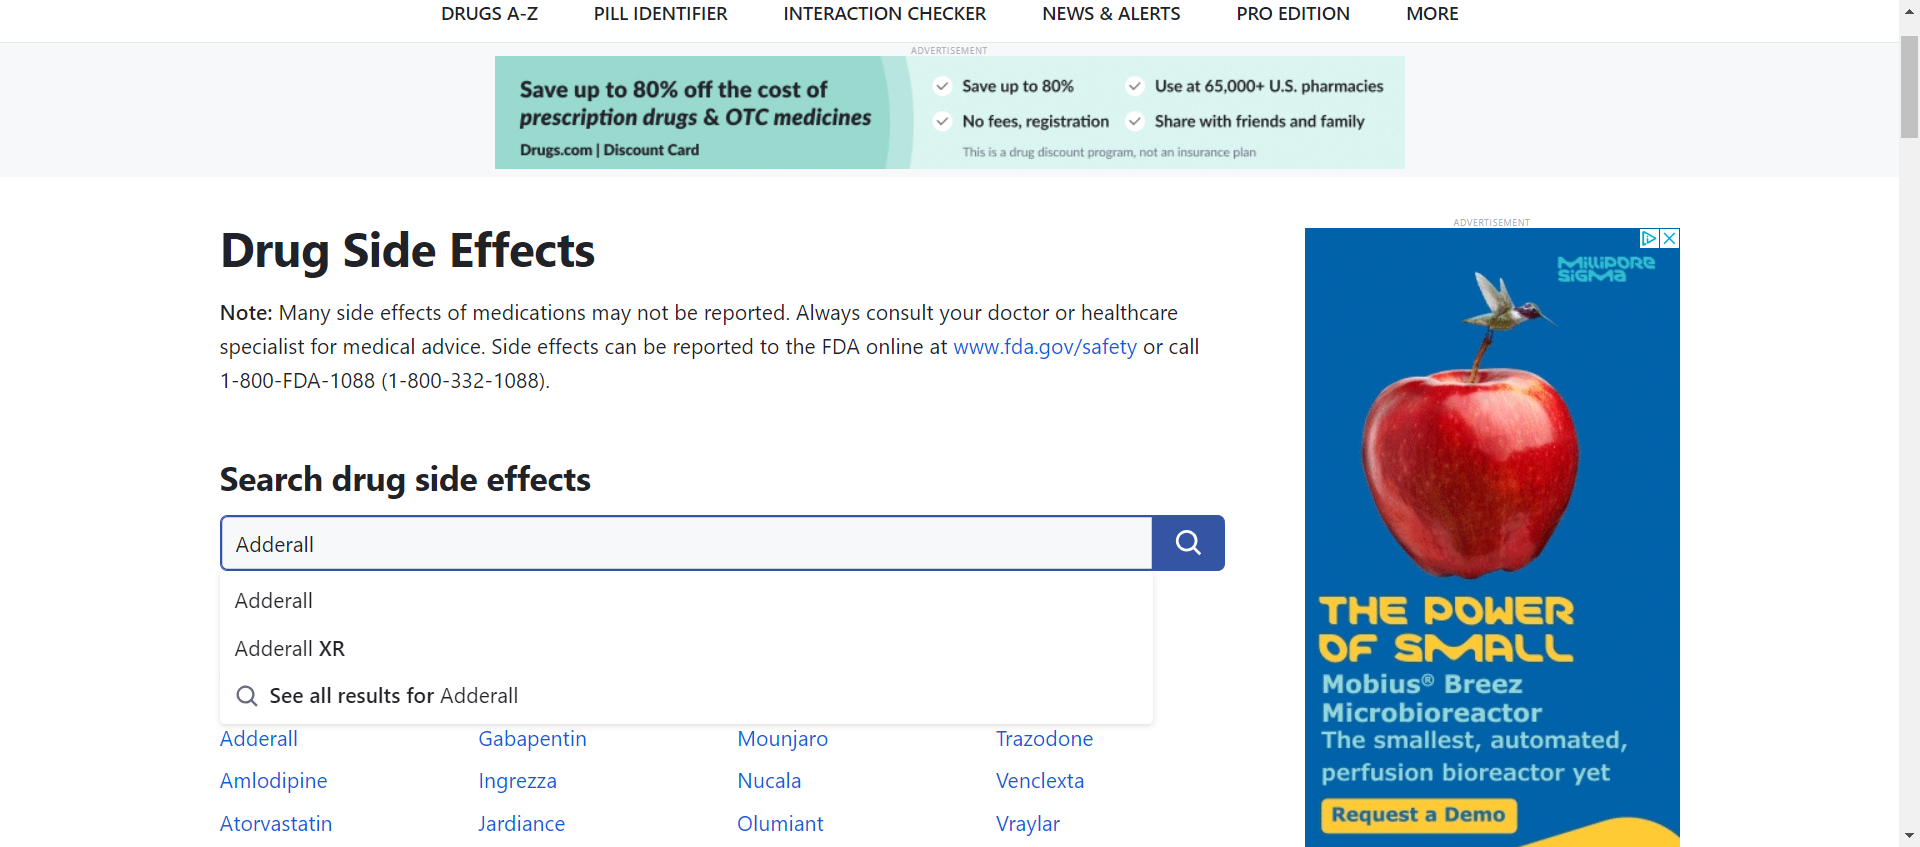 DRUGS A-Z PILL IDENTIFIER INTERACTION CHECKER NEWS & ALERTS PRO EDITION MORE
ADVERTISEMENT
Save up to 80% off the cost of
prescription drugs & OTC medicines
Drugs.com | Discount Card
Save up to 80% Use at 65,000+ U.S. pharmacies
No fees, registration Share with friends and family
This is a drug discount program, not an insurance plan
Drug Side Effects
Note: Many side effects of medications may not be reported. Always consult your doctor or healthcare
specialist for medical advice. Side effects can be reported to the FDA online at www.fda.gov/safety or call
1-800-FDA-1088 (1-800-332-1088).
Search drug side effects
Adderall
Adderall
Adderall XR
See all results for Adderall
Adderall Gabapentin Mounjaro Trazodone
Amlodipine Ingrezza Nucala Venclexta
Atorvastatin Jardiance Olumiant Vraylar
ADVERTISEMENT
Millipore
Sigma
THE POWER
OF SMALL
Mobius® Breez
Microbioreactor
The smallest, automated,
perfusion bioreactor yet
Request a Demo